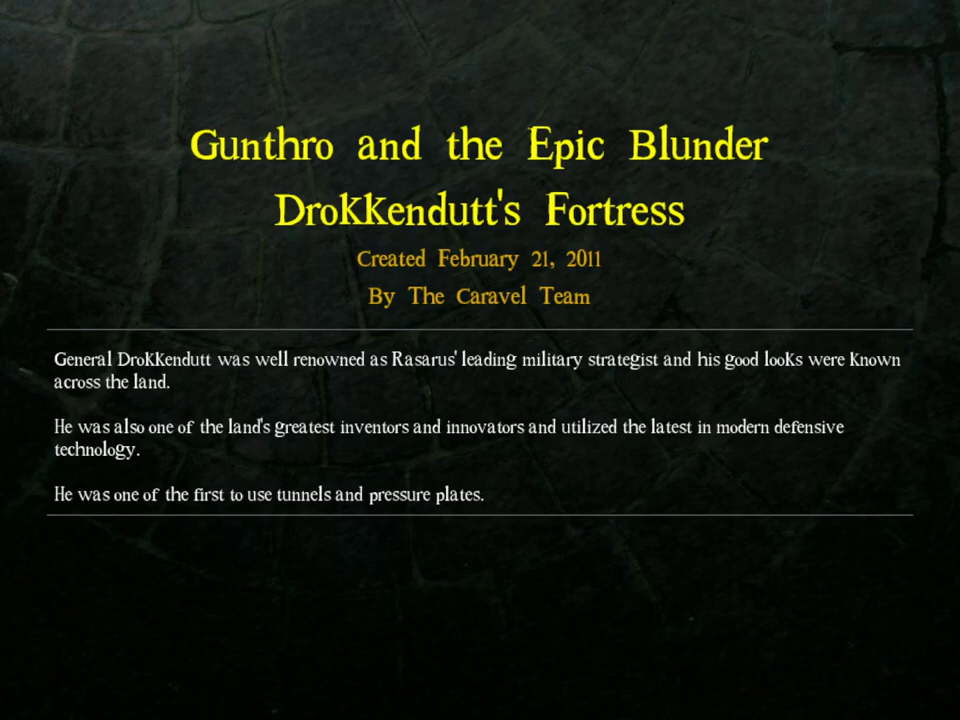 Gunthro and the Epic Blunder
Drokkendutt's Fortress
Created February 21, 2011
By The Caravel Team
General Drokkendutt was well renowned as Rasarus' leading military strategist and his good looks were known
across the land.
He was also one of the land's greatest inventors and innovators and utilized the latest in modern defensive
technology.
He was one of the first to use tunnels and pressure plates.